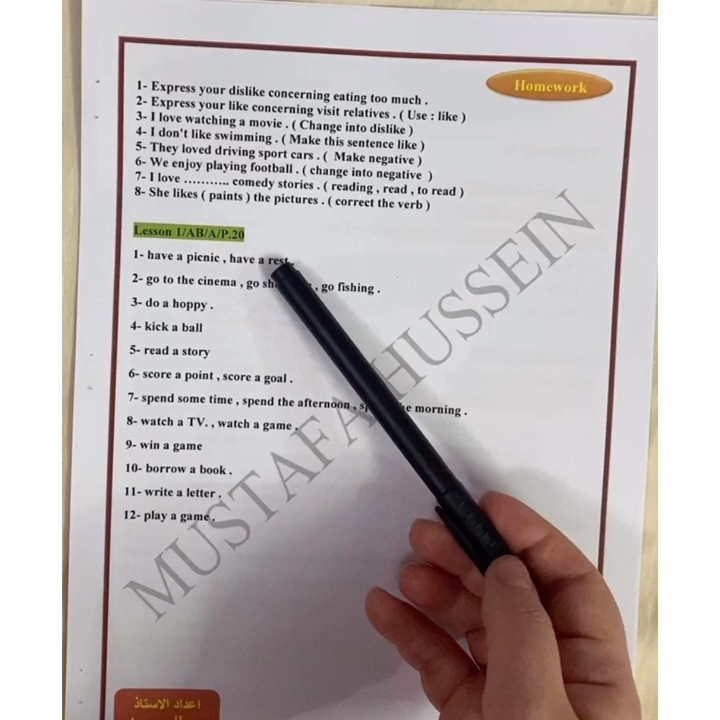 Homework
1- Express your dislike concerning eating too much .
2- Express your like concerning visit relatives . ( Use : like )
3- I love watching a movie . ( Change into dislike )
4- I don't like swimming . ( Make this sentence like )
5- They loved driving sport cars . ( Make negative )
6- We enjoy playing football . ( change into negative )
7- I love ……….. comedy stories . ( reading , read , to read )
8- She likes ( paints ) the pictures . ( correct the verb )
Lesson 1/AB/A/P.20
1- have a picnic , have a rest .
2- go to the cinema , go , go fishing .
3- do a hoppy .
4- kick a ball
5- read a story
6- score a point , score a goal .
7- spend some time , spend the afternoon , morning .
8- watch a TV. , watch a game .
9- win a game
10- borrow a book .
11- write a letter .
12- play a game .
MUSTAFA HUSSEIN
اعداد الاستاذ